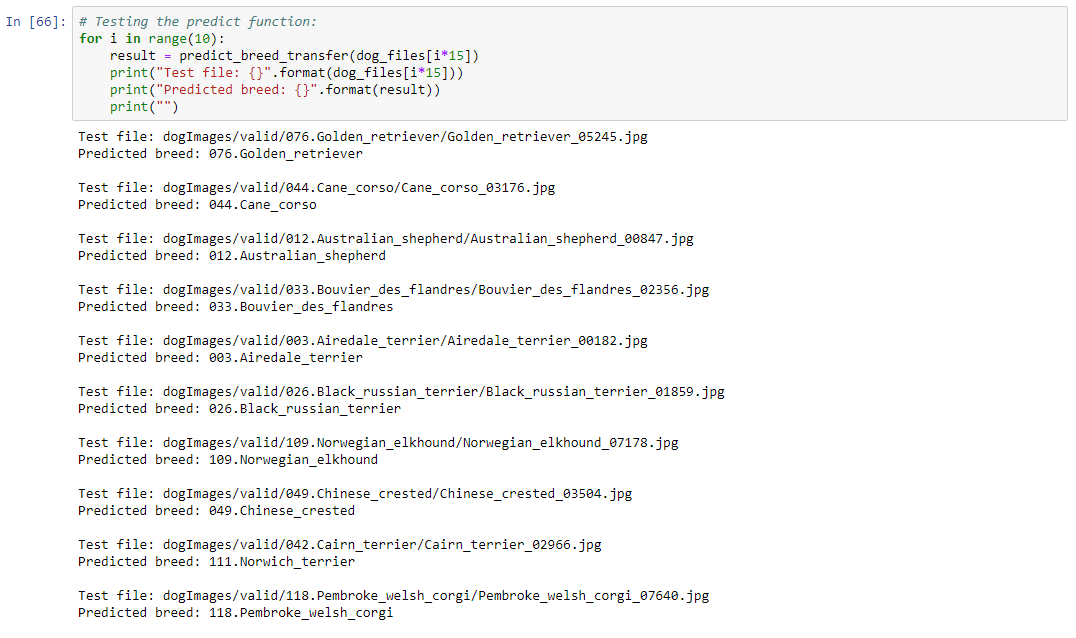 In [66]: # Testing the predict function:
for i in range(10):
    result = predict_breed_transfer(dog_files[i*15])
    print("Test file: {}".format(dog_files[i*15]))
    print("Predicted breed: {}".format(result))
    print("")
Test file: dogImages/valid/076.Golden_retriever/Golden_retriever_05245.jpg
Predicted breed: 076.Golden_retriever
Test file: dogImages/valid/044.Cane_corso/Cane_corso_03176.jpg
Predicted breed: 044.Cane_corso
Test file: dogImages/valid/012.Australian_shepherd/Australian_shepherd_00847.jpg
Predicted breed: 012.Australian_shepherd
Test file: dogImages/valid/033.Bouvier_des_flandres/Bouvier_des_flandres_02356.jpg
Predicted breed: 033.Bouvier_des_flandres
Test file: dogImages/valid/003.Airedale_terrier/Airedale_terrier_00182.jpg
Predicted breed: 003.Airedale_terrier
Test file: dogImages/valid/026.Black_russian_terrier/Black_russian_terrier_01859.jpg
Predicted breed: 026.Black_russian_terrier
Test file: dogImages/valid/109.Norwegian_elkhound/Norwegian_elkhound_07178.jpg
Predicted breed: 109.Norwegian_elkhound
Test file: dogImages/valid/049.Chinese_crested/Chinese_crested_03504.jpg
Predicted breed: 049.Chinese_crested
Test file: dogImages/valid/042.Cairn_terrier/Cairn_terrier_02966.jpg
Predicted breed: 111.Norwich_terrier
Test file: dogImages/valid/118.Pembroke_welsh_corgi/Pembroke_welsh_corgi_07640.jpg
Predicted breed: 118.Pembroke_welsh_corgi